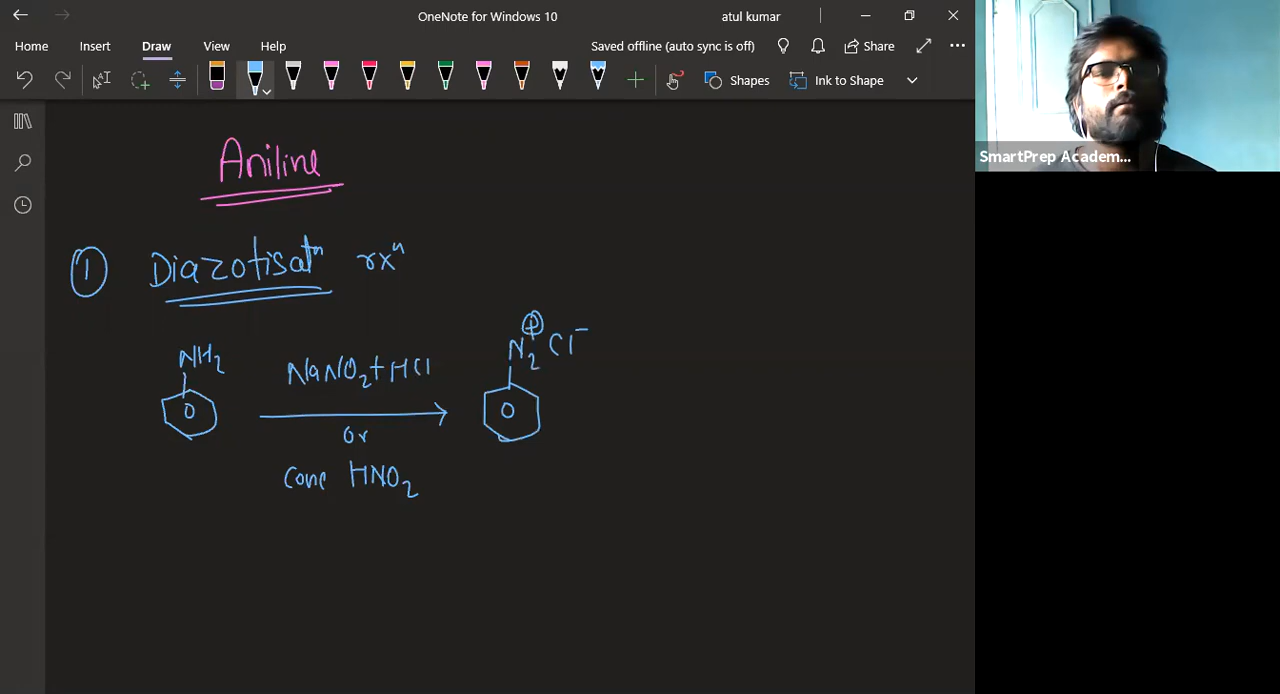 OneNote for Windows 10
atul kumar
Home Insert Draw View Help
Saved offline (auto sync is off)
Share
Shapes
Ink to Shape
SmartPrep Academ...
Aniline
① Diazotisatⁿ rxⁿ
NH₂
NaNO₂ + HCl
N₂⊕ Cl⁻
Or
Conc HNO₂